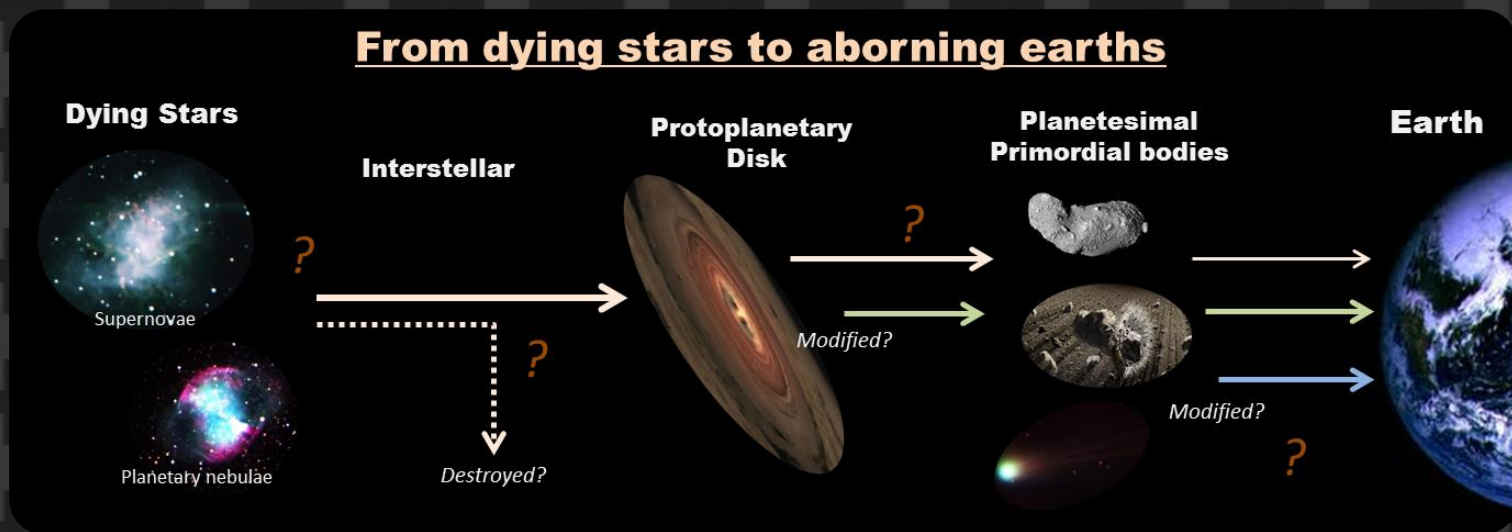 From dying stars to aborning earths
Dying Stars
Interstellar
Protoplanetary
Disk
Planetesimal
Primordial bodies
Earth
?
?
Supernovae
?
Modified?
Modified?
Planetary nebulae
Destroyed?
?